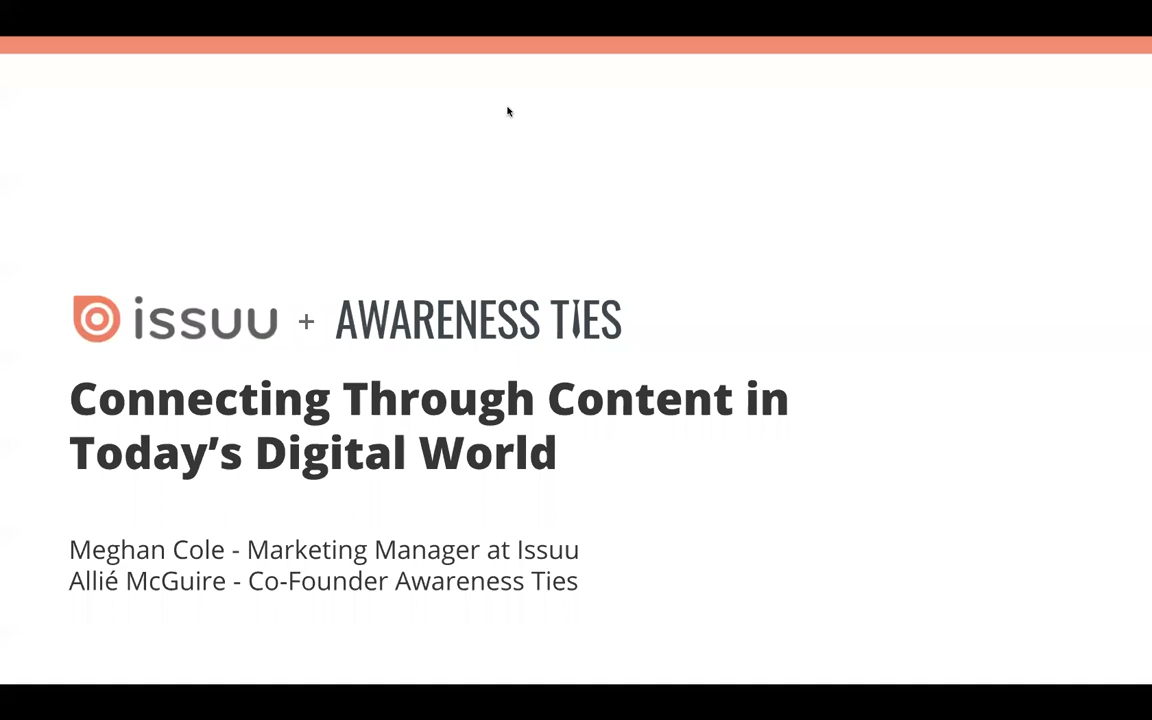 issuu + AWARENESS TIES
Connecting Through Content in
Today’s Digital World
Meghan Cole - Marketing Manager at Issuu
Allié McGuire - Co-Founder Awareness Ties